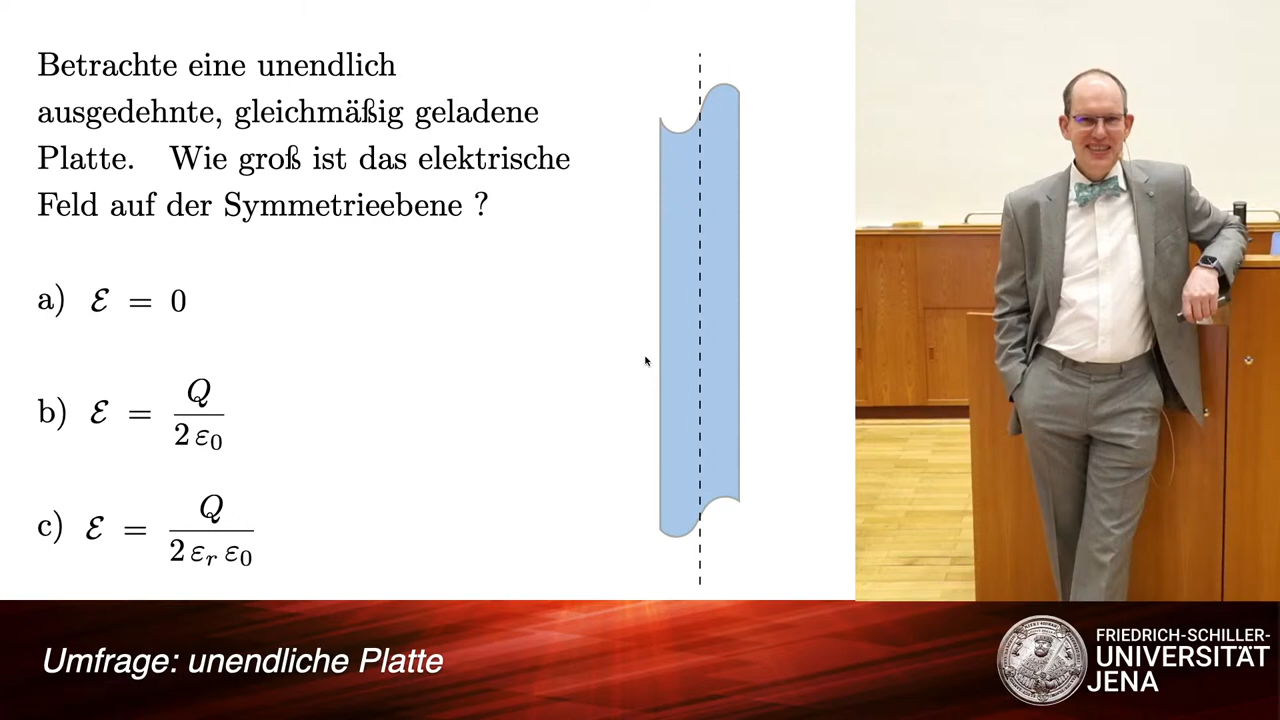 Betrachte eine unendlich
ausgedehnte, gleichmäßig geladene
Platte. Wie groß ist das elektrische
Feld auf der Symmetrieebene ?
a) ℰ = 0
b) ℰ = Q / 2 ε₀
c) ℰ = Q / 2 εᵣ ε₀
Umfrage: unendliche Platte
FRIEDRICH-SCHILLER-
UNIVERSITÄT
JENA